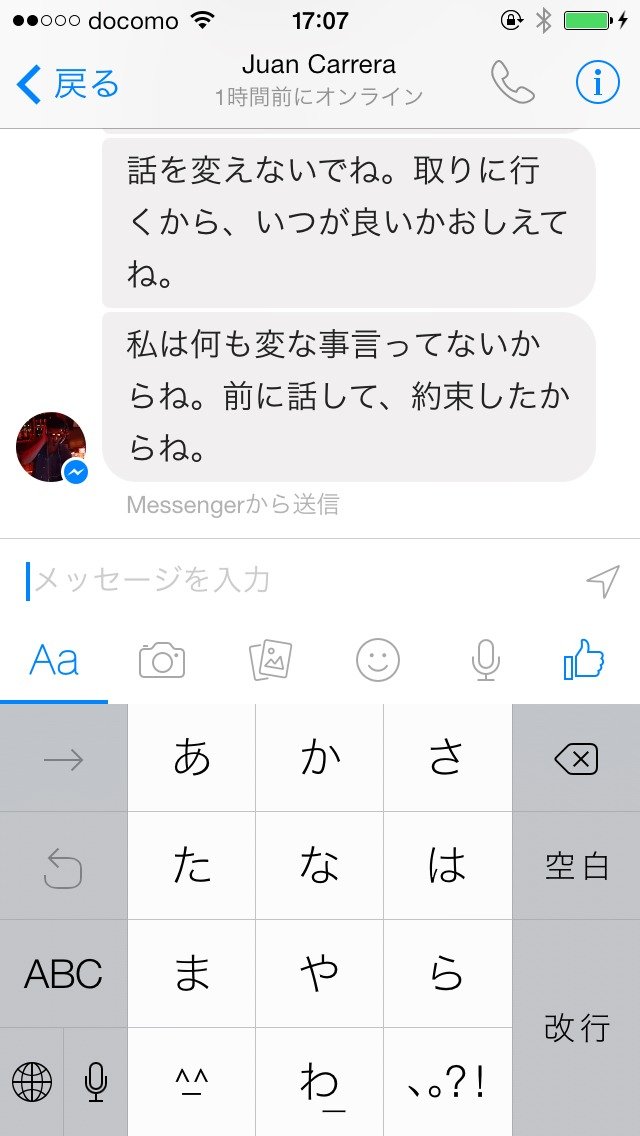 docomo 17:07
戻る Juan Carrera
1時間前にオンライン
話を変えないでね。取りに行
くから、いつが良いかおしえて
ね。
私は何も変な事言ってないか
らね。前に話して、約束したか
らね。
Messengerから送信
メッセージを入力
Aa
→ あ か さ
た な は 空白
ABC ま や ら
改行
^_^ わ_ 、。?!